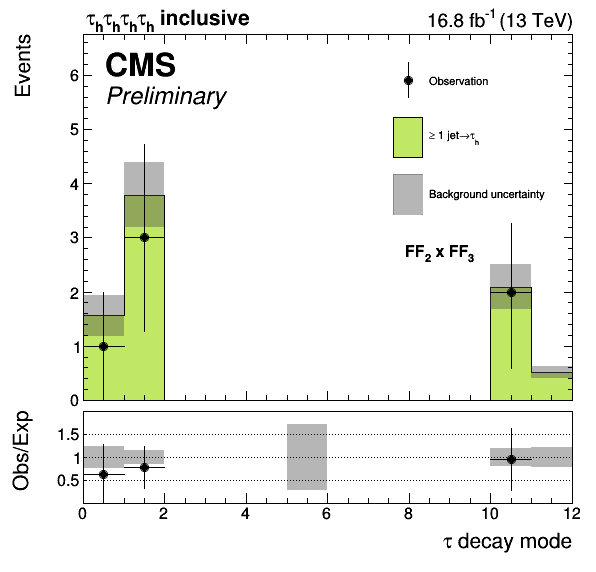 τhτhτhτh inclusive
16.8 fb⁻¹ (13 TeV)
Events
CMS
Preliminary
Observation
≥ 1 jet→τh
Background uncertainty
FF₂ x FF₃
6
5
4
3
2
1
0
Obs/Exp
1.5
1
0.5
0 2 4 6 8 10 12
τ decay mode